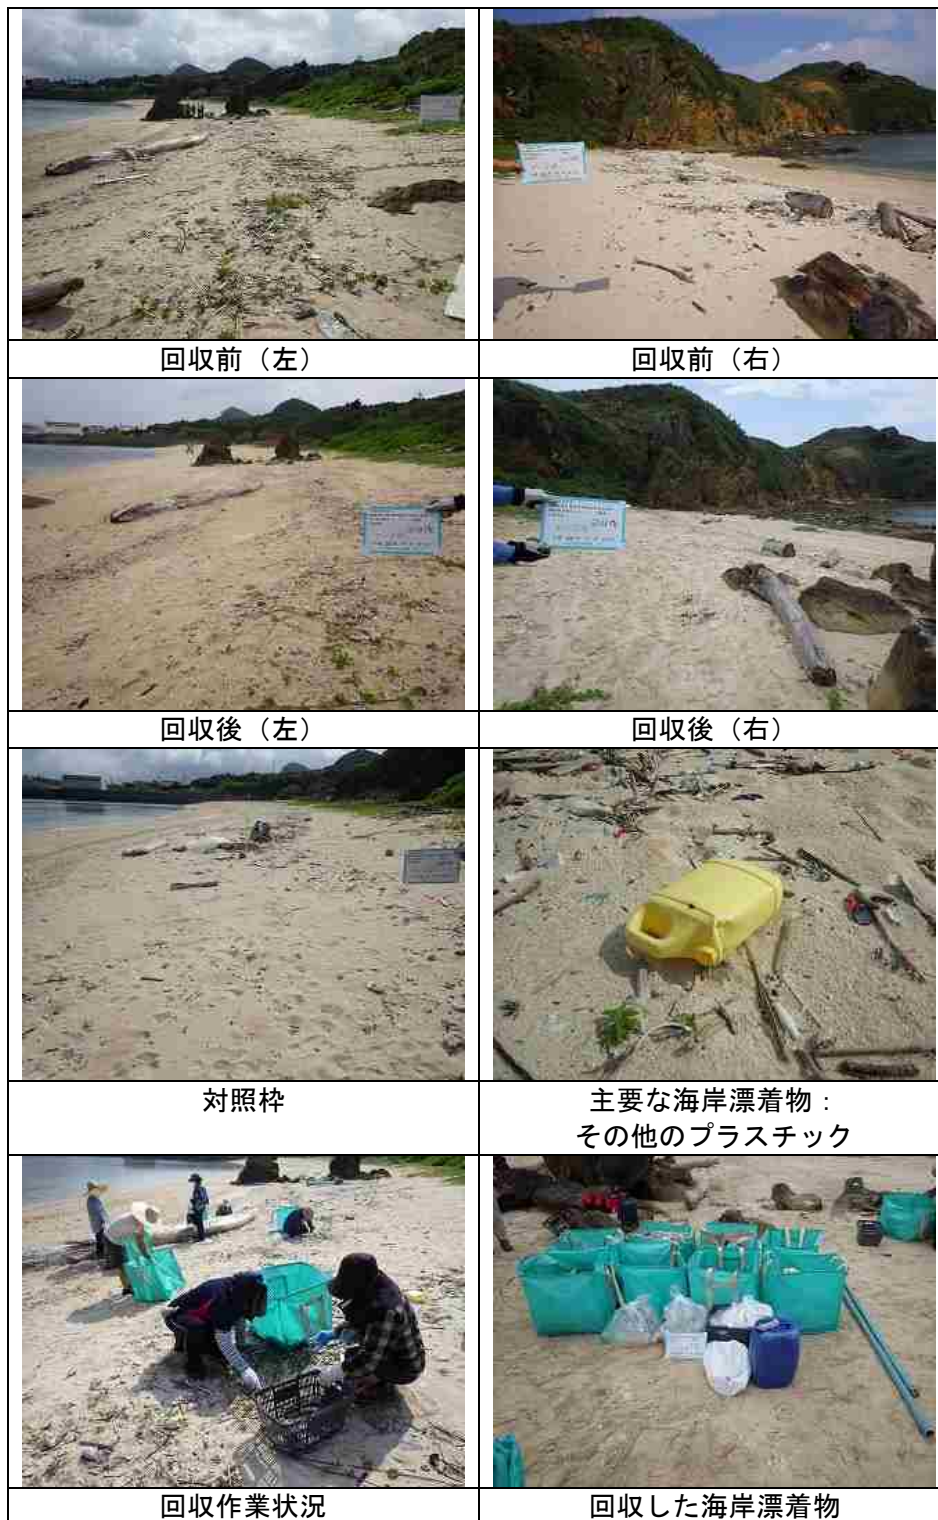 回収前（左）
回収前（右）
回収後（左）
回収後（右）
対照枠
主要な海岸漂着物：
その他のプラスチック
回収作業状況
回収した海岸漂着物